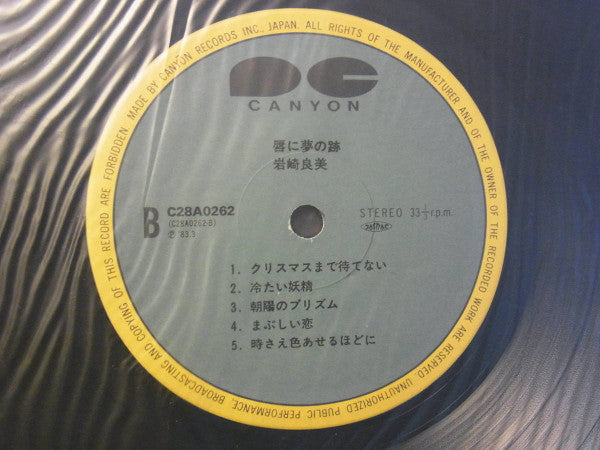 MADE BY CANYON RECORDS INC., JAPAN. ALL RIGHTS OF THE MANUFACTURER AND OF THE OWNER OF THE RECORDED WORK ARE RESERVED. UNAUTHORIZED PUBLIC PERFORMANCE, BROADCASTING AND COPYING OF THIS RECORD ARE FORBIDDEN.
CANYON
唇に夢の跡
岩崎良美
B
C28A0262
(C28A0262-B)
℗ '83.3
STEREO 33⅓r.p.m.
1. クリスマスまで待てない
2. 冷たい妖精
3. 朝陽のプリズム
4. まぶしい恋
5. 時さえ色あせるほどに